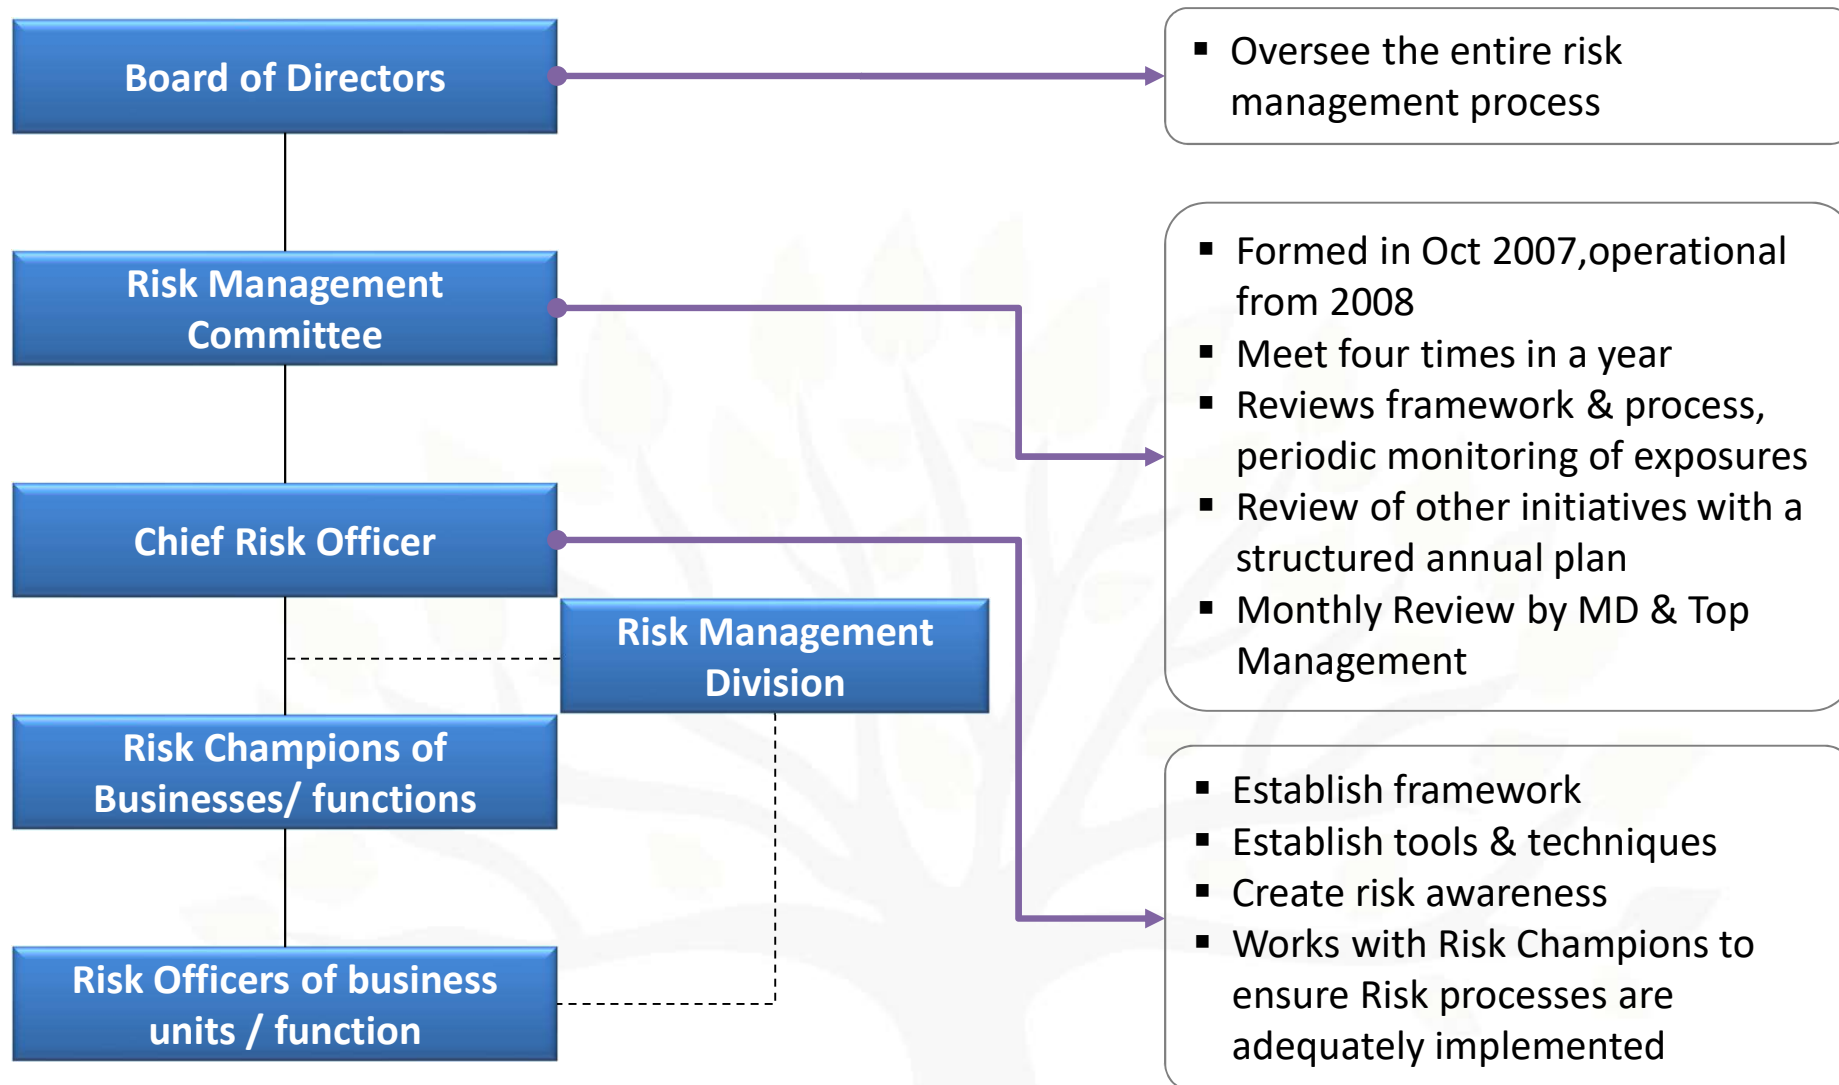 Board of Directors
▪ Oversee the entire risk
management process
Risk Management
Committee
▪ Formed in Oct 2007,operational
from 2008
▪ Meet four times in a year
▪ Reviews framework & process,
periodic monitoring of exposures
▪ Review of other initiatives with a
structured annual plan
▪ Monthly Review by MD & Top
Management
Chief Risk Officer
Risk Management
Division
Risk Champions of
Businesses/ functions
▪ Establish framework
▪ Establish tools & techniques
▪ Create risk awareness
▪ Works with Risk Champions to
ensure Risk processes are
adequately implemented
Risk Officers of business
units / function